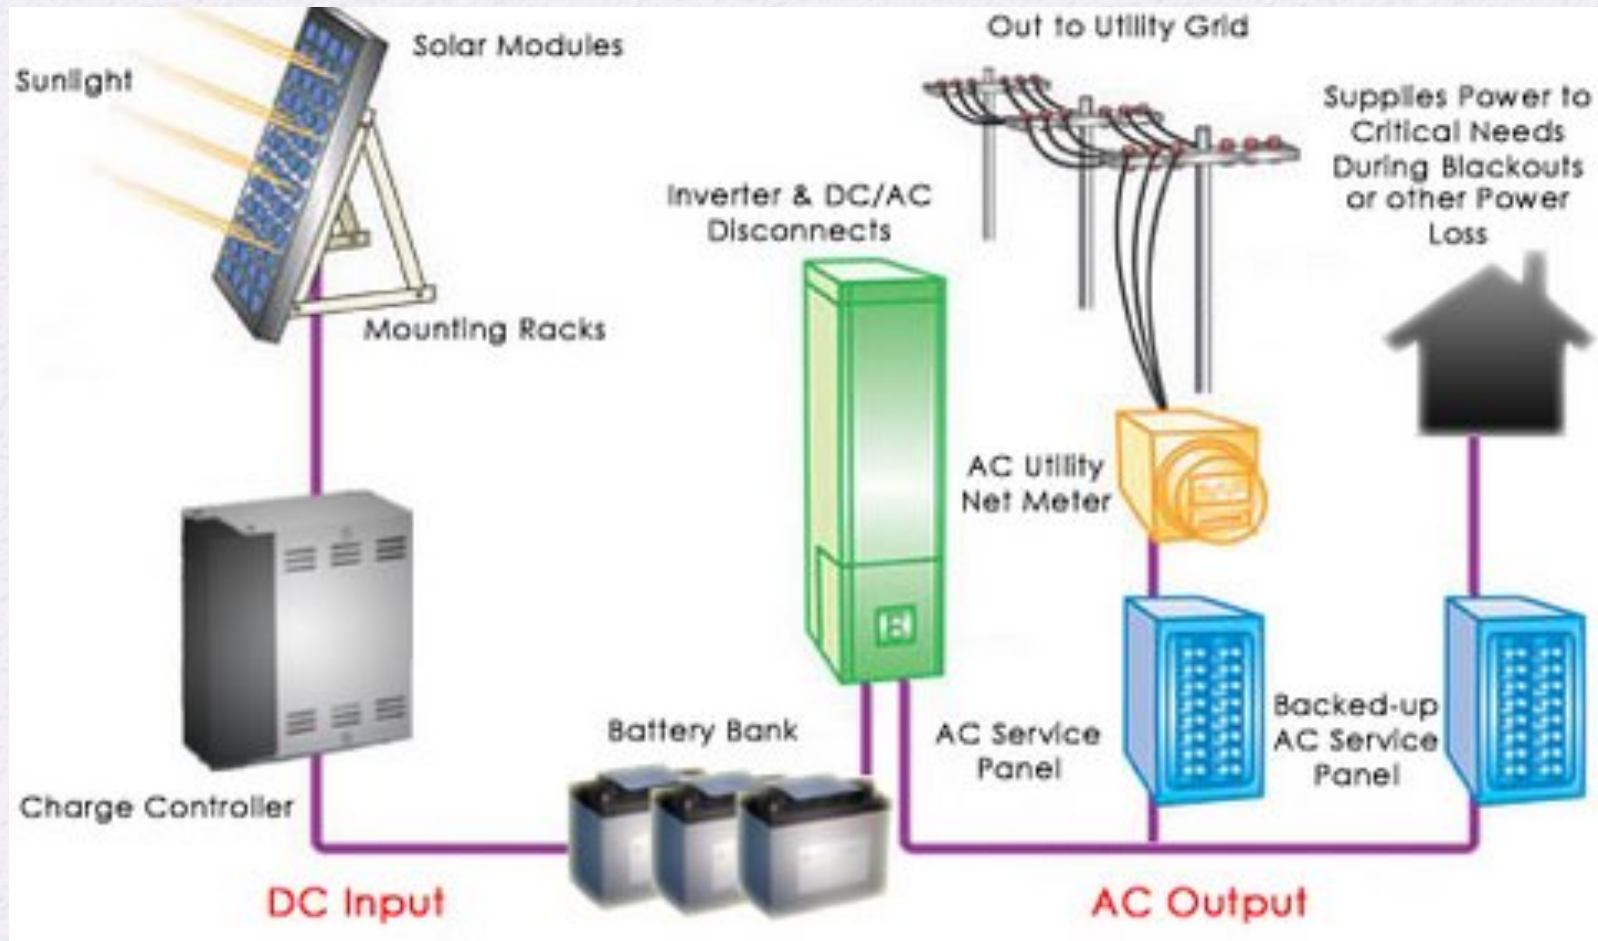 Sunlight
Solar Modules
Mounting Racks
Charge Controller
DC Input
Battery Bank
Inverter & DC/AC
Disconnects
Out to Utility Grid
AC Utility
Net Meter
AC Service
Panel
Supplies Power to
Critical Needs
During Blackouts
or other Power
Loss
Backed-up
AC Service
Panel
AC Output